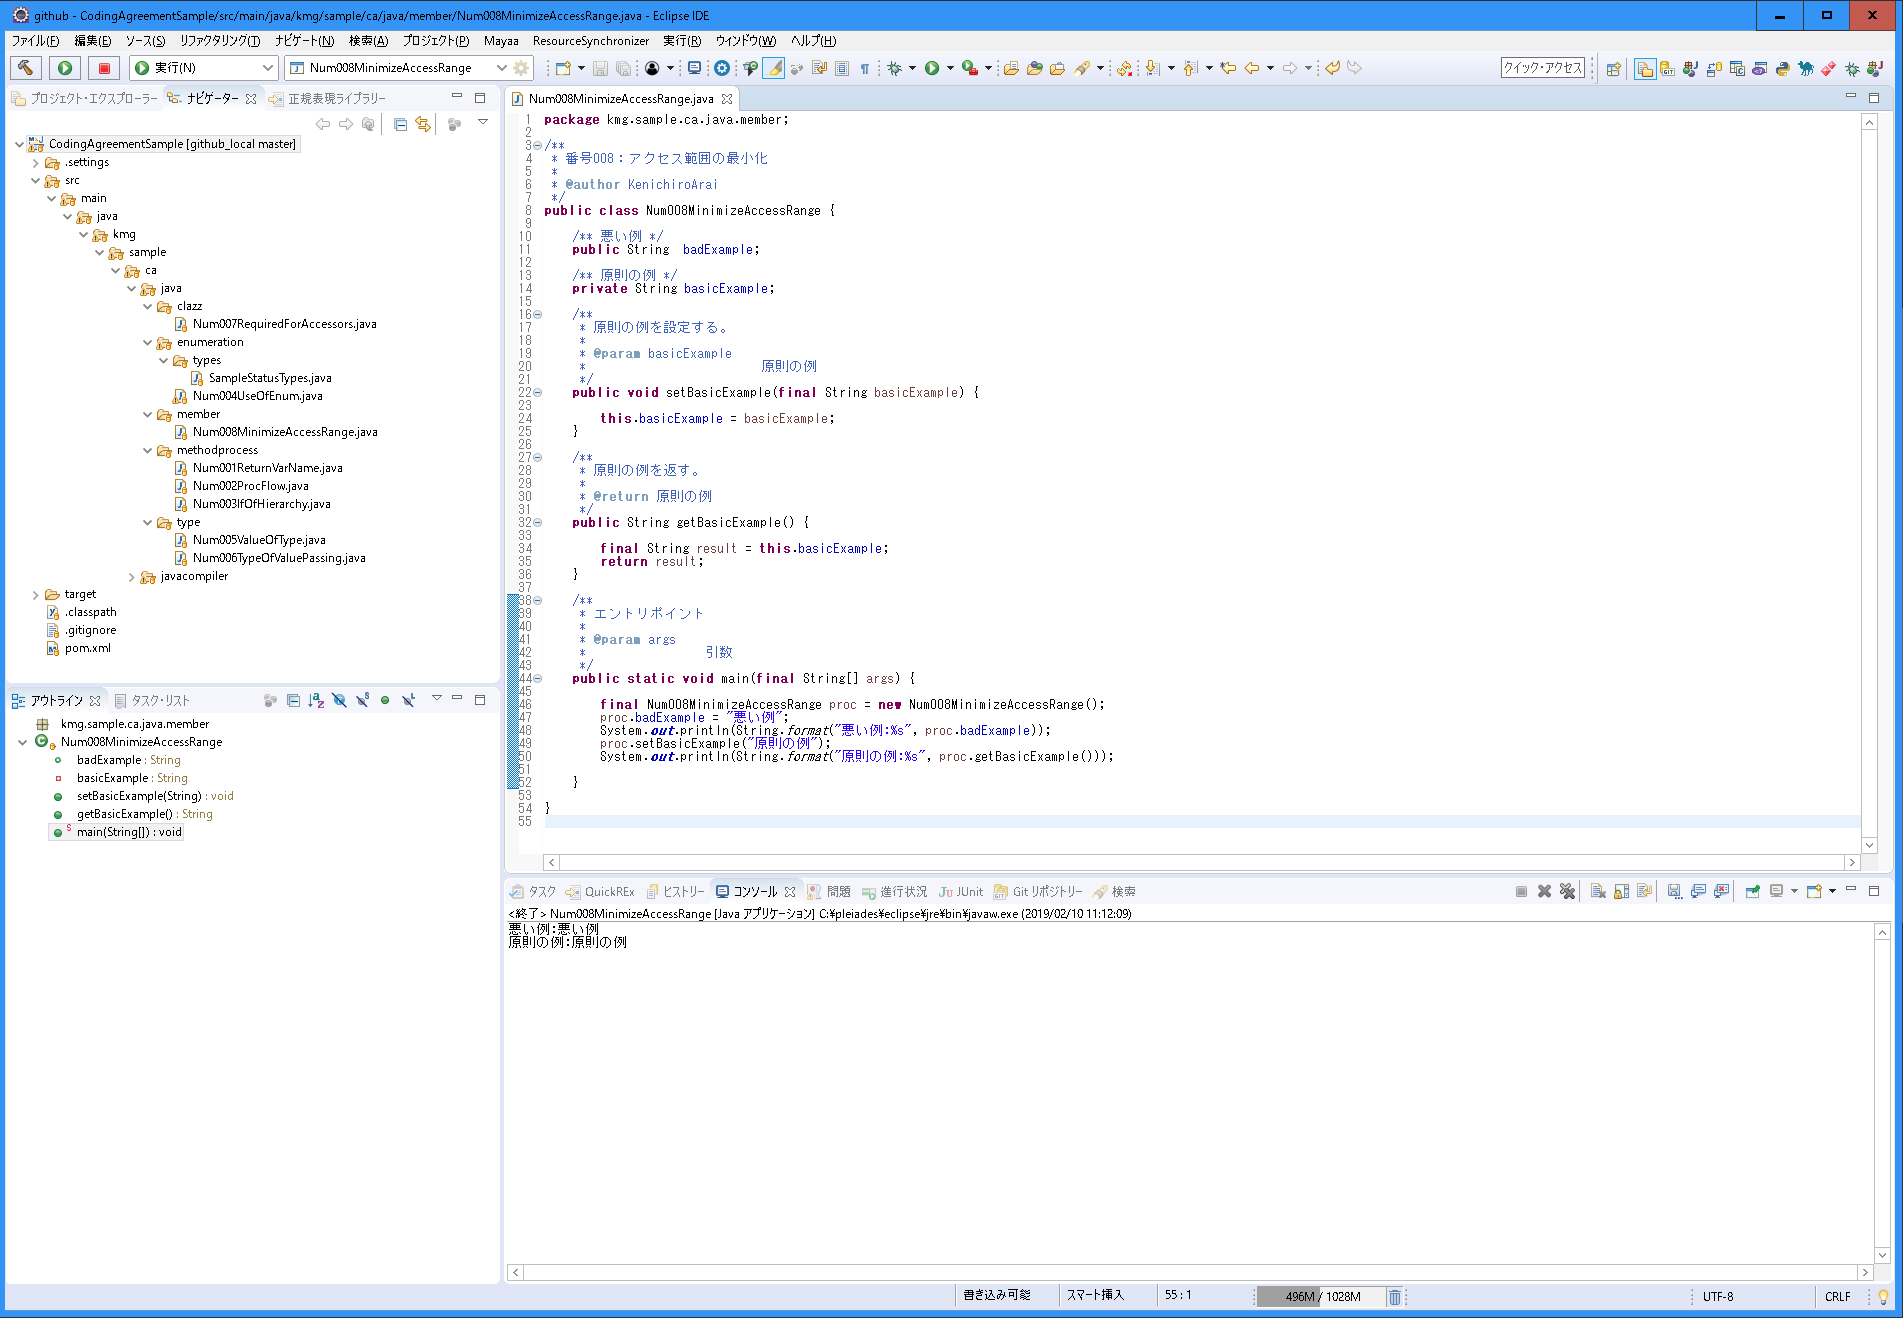 github - CodingAgreementSample/src/main/java/kmg/sample/ca/java/member/Num008MinimizeAccessRange.java - Eclipse IDE
ファイル(F) 編集(E) ソース(S) リファクタリング(T) ナビゲート(N) 検索(A) プロジェクト(P) Mayaa ResourceSynchronizer 実行(R) ウィンドウ(W) ヘルプ(H)
実行(N) Num008MinimizeAccessRange クイック・アクセス
プロジェクト・エクスプローラー ナビゲーター 正規表現ライブラリー
CodingAgreementSample [github_local master]
.settings
src
main
java
kmg
sample
ca
java
clazz
Num007RequiredForAccessors.java
enumeration
types
SampleStatusTypes.java
Num004UseOfEnum.java
member
Num008MinimizeAccessRange.java
methodprocess
Num001ReturnVarName.java
Num002ProcFlow.java
Num003IfOfHierarchy.java
type
Num005ValueOfType.java
Num006TypeOfValuePassing.java
javacompiler
target
.classpath
.gitignore
pom.xml
アウトライン タスク・リスト
kmg.sample.ca.java.member
Num008MinimizeAccessRange
badExample : String
basicExample : String
setBasicExample(String) : void
getBasicExample() : String
main(String[]) : void
Num008MinimizeAccessRange.java
1 package kmg.sample.ca.java.member;
2
3 /**
4  * 番号008：アクセス範囲の最小化
5  *
6  * @author KenichiroArai
7  */
8 public class Num008MinimizeAccessRange {
9
10     /** 悪い例 */
11     public String  badExample;
12
13     /** 原則の例 */
14     private String basicExample;
15
16     /**
17      * 原則の例を設定する。
18      *
19      * @param basicExample
20      *                         原則の例
21      */
22     public void setBasicExample(final String basicExample) {
23
24         this.basicExample = basicExample;
25     }
26
27     /**
28      * 原則の例を返す。
29      *
30      * @return 原則の例
31      */
32     public String getBasicExample() {
33
34         final String result = this.basicExample;
35         return result;
36     }
37
38     /**
39      * エントリポイント
40      *
41      * @param args
42      *                 引数
43      */
44     public static void main(final String[] args) {
45
46         final Num008MinimizeAccessRange proc = new Num008MinimizeAccessRange();
47         proc.badExample = "悪い例";
48         System.out.println(String.format("悪い例:%s", proc.badExample));
49         proc.setBasicExample("原則の例");
50         System.out.println(String.format("原則の例:%s", proc.getBasicExample()));
51
52     }
53
54 }
55
タスク QuickREx ヒストリー コンソール 問題 進行状況 JUnit Git リポジトリー 検索
<終了> Num008MinimizeAccessRange [Java アプリケーション] C:¥pleiades¥eclipse¥jre¥bin¥javaw.exe (2019/02/10 11:12:09)
悪い例:悪い例
原則の例:原則の例
書き込み可能 スマート挿入 55 : 1 496M / 1028M UTF-8 CRLF